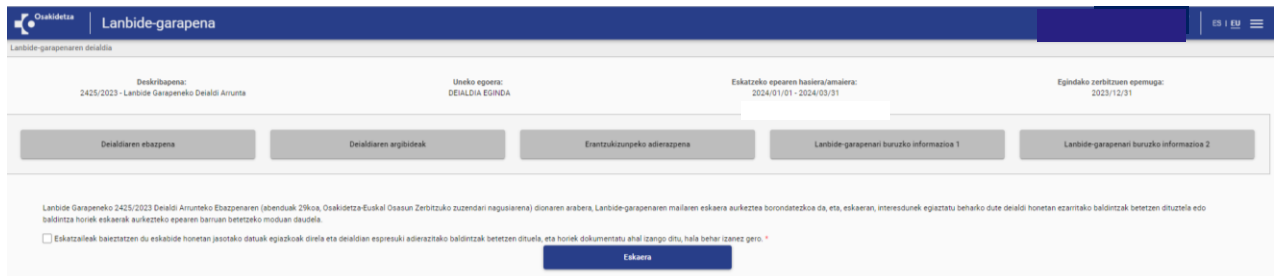 Osakidetza
Lanbide-garapena
ES | EU
Lanbide-garapenaren deialdia
Deskribapena:
2425/2023 - Lanbide Garapeneko Deialdi Arrunta
Uneko egoera:
DEIALDIA EGINDA
Eskatzeko epearen hasiera/amaiera:
2024/01/01 - 2024/03/31
Egindako zerbitzuen epemuga:
2023/12/31
Deialdiaren ebazpena
Deialdiaren argibideak
Erantzukizunpeko adierazpena
Lanbide-garapenari buruzko informazioa 1
Lanbide-garapenari buruzko informazioa 2
Lanbide Garapeneko 2425/2023 Deialdi Arrunteko Ebazpenaren (abenduak 29koa, Osakidetza-Euskal Osasun Zerbitzuko zuzendari nagusiarena) dionaren arabera, Lanbide-garapenaren mailaren eskaera aurkeztea borondatezkoa da, eta, eskaeran, interesdunek egiaztatu beharko dute deialdi honetan ezarritako baldintzak betetzen dituztela edo
baldintza horiek eskaerak aurkezteko epearen barruan betetzeko moduan daudela.
Eskatzaileak baieztatzen du eskabide honetan jasotako datuak egiazkoak direla eta deialdian espresuki adierazitako baldintzak betetzen dituela, eta horiek dokumentatu ahal izango ditu, hala behar izanez gero. *
Eskaera